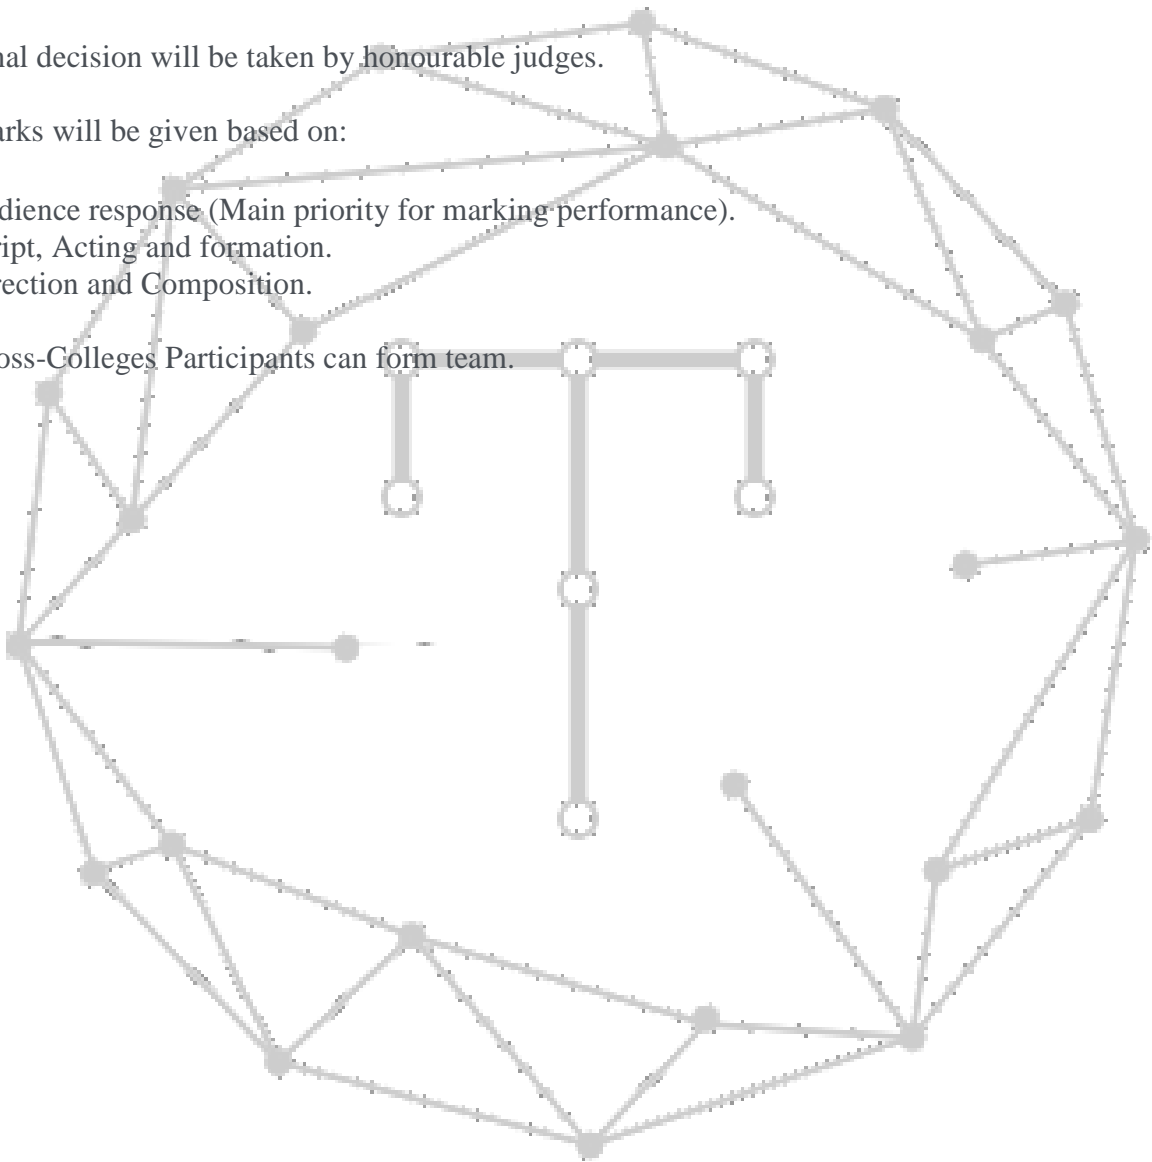 nal decision will be taken by honourable judges.
arks will be given based on:
dience response (Main priority for marking performance).
ript, Acting and formation.
rection and Composition.
oss-Colleges Participants can form team.